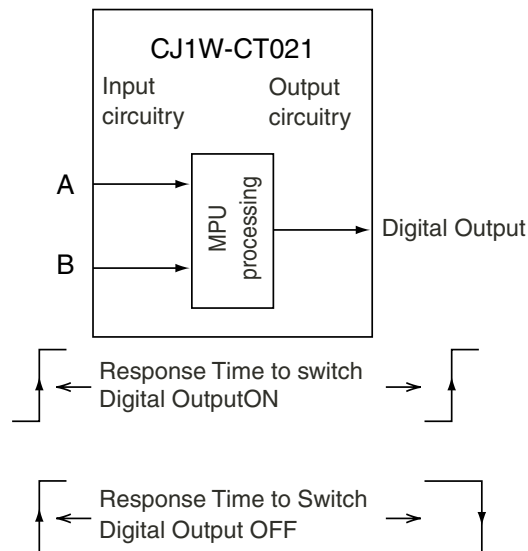 CJ1W-CT021
Input
circuitry
Output
circuitry
A
B
MPU
processing
Digital Output
Response Time to switch
Digital OutputON
Response Time to Switch
Digital Output OFF